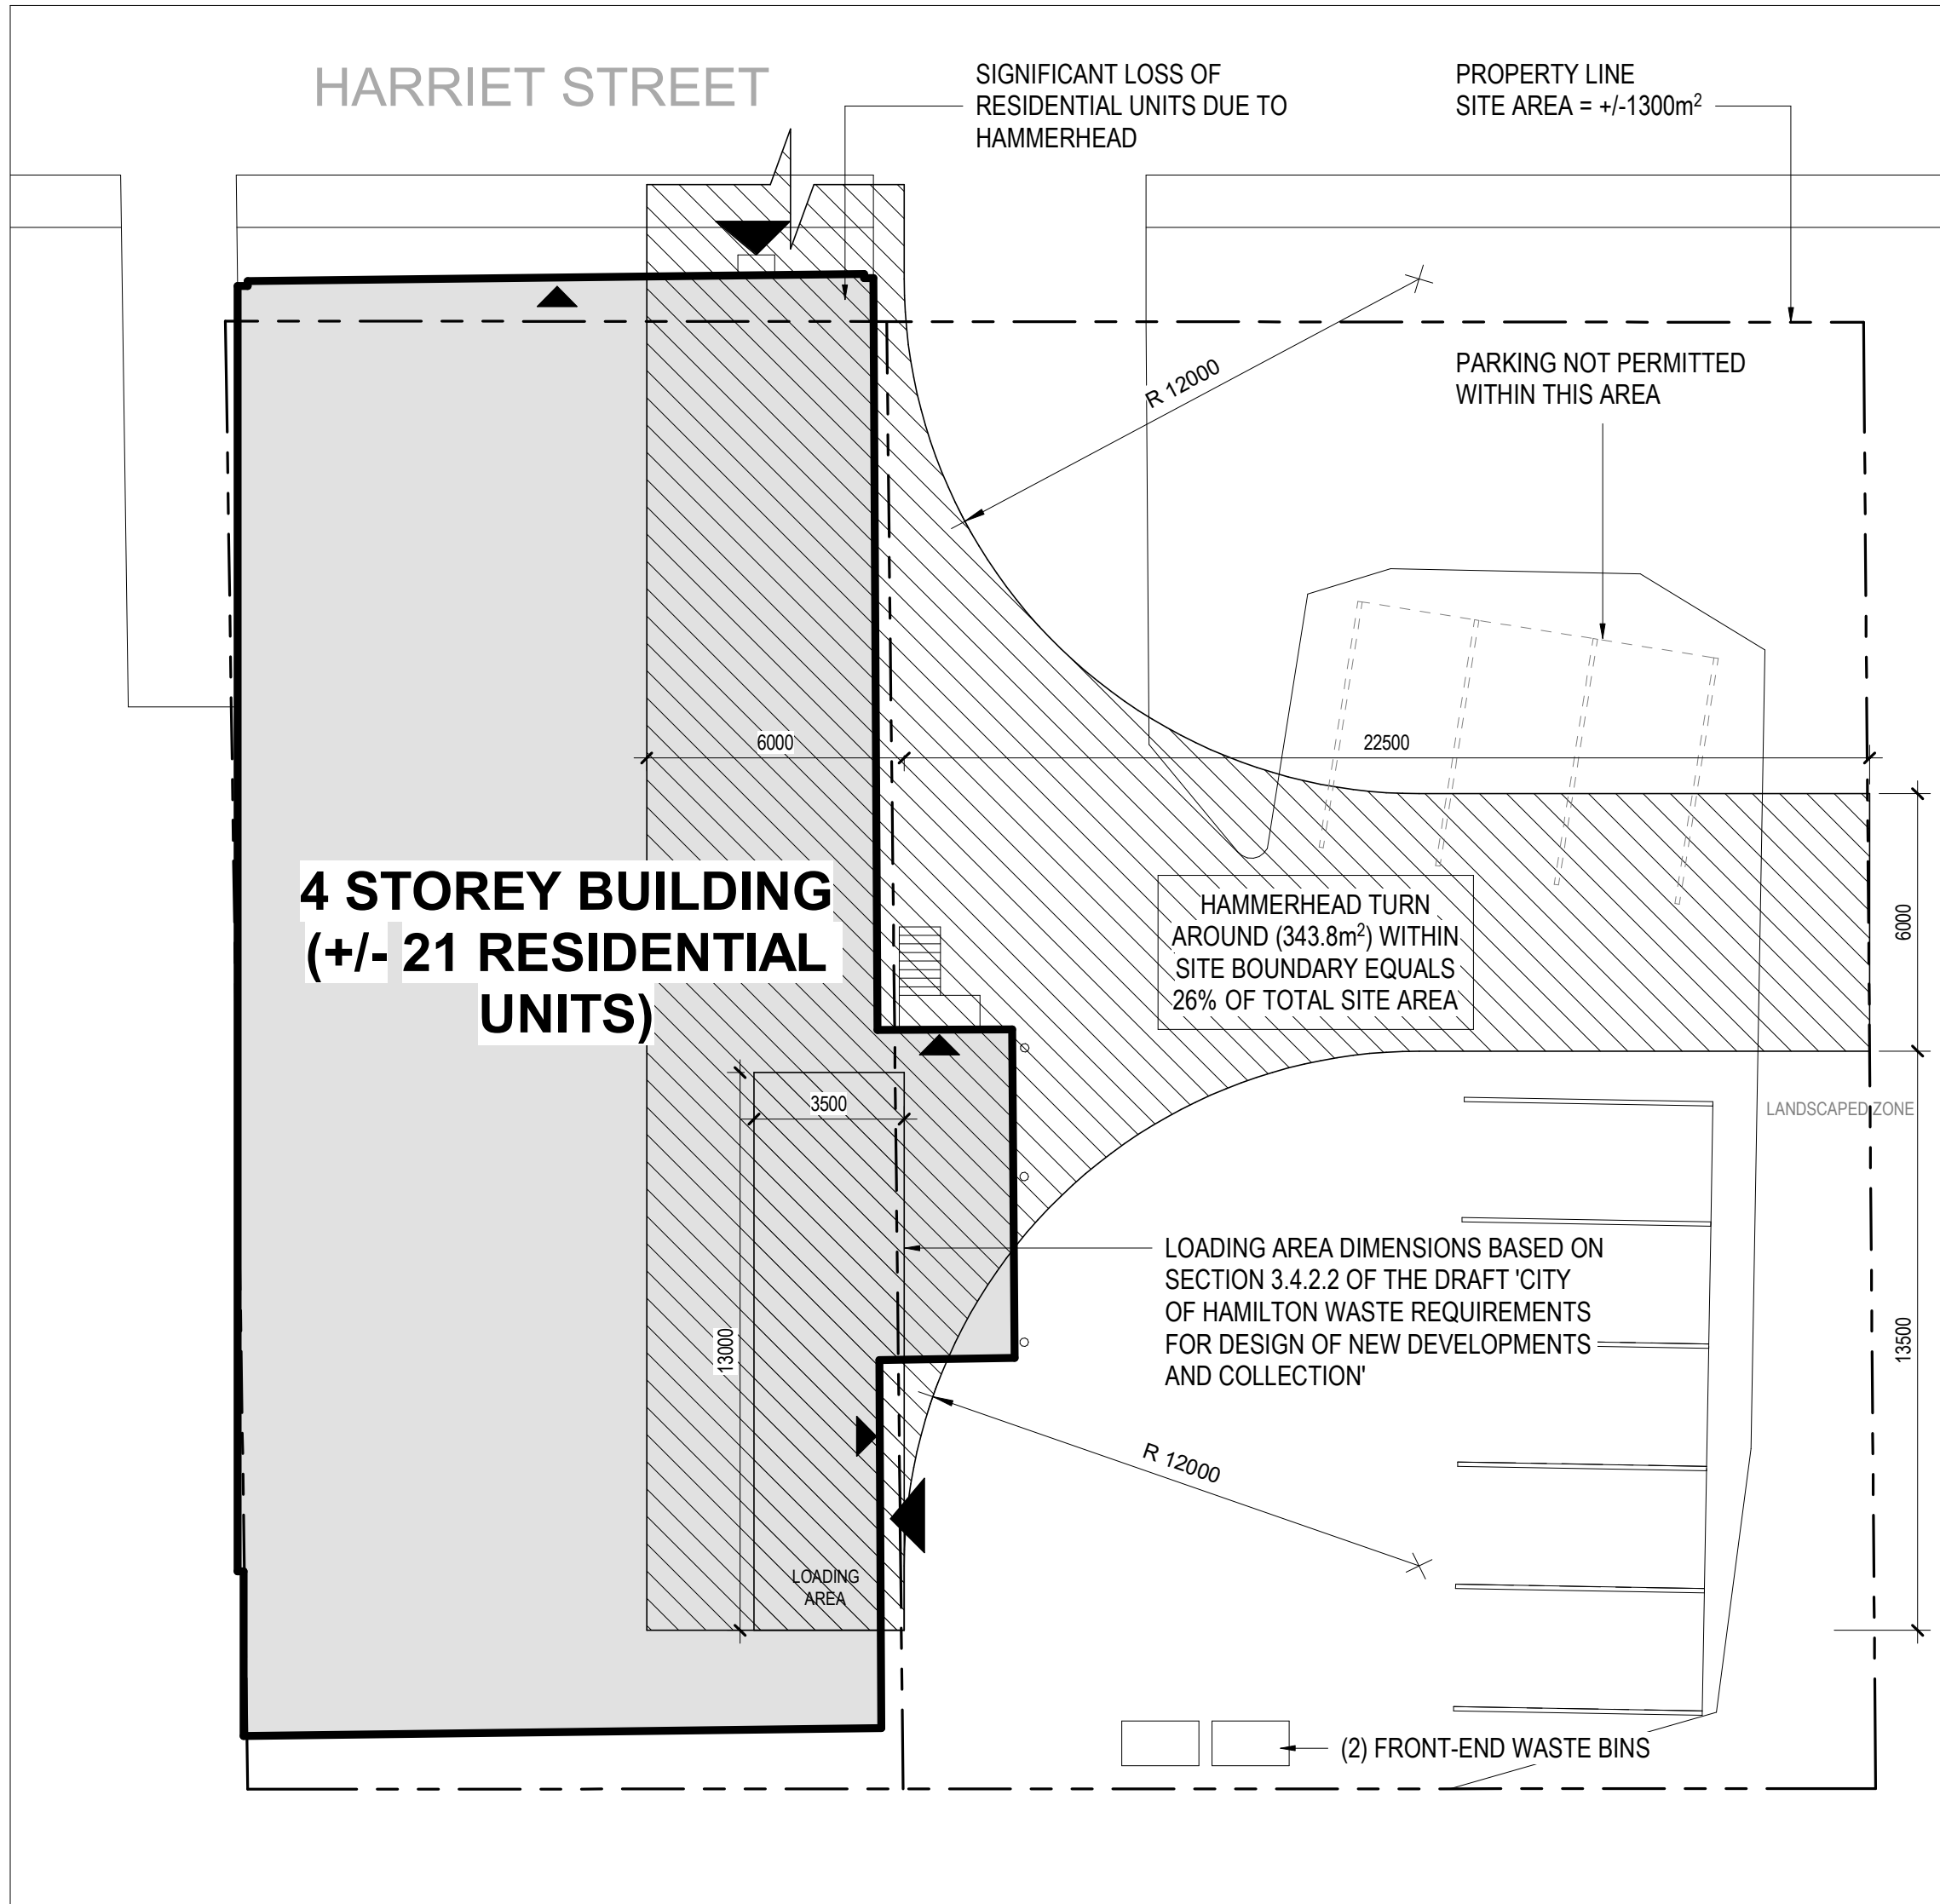 HARRIET STREET
SIGNIFICANT LOSS OF
RESIDENTIAL UNITS DUE TO
HAMMERHEAD
PROPERTY LINE
SITE AREA = +/-1300m²
R 12000
PARKING NOT PERMITTED
WITHIN THIS AREA
6000
22500
4 STOREY BUILDING
(+/- 21 RESIDENTIAL
UNITS)
HAMMERHEAD TURN
AROUND (343.8m²) WITHIN
SITE BOUNDARY EQUALS
26% OF TOTAL SITE AREA
6000
3500
LANDSCAPED ZONE
LOADING AREA DIMENSIONS BASED ON
SECTION 3.4.2.2 OF THE DRAFT 'CITY
OF HAMILTON WASTE REQUIREMENTS
FOR DESIGN OF NEW DEVELOPMENTS
AND COLLECTION'
13000
13500
R 12000
LOADING
AREA
(2) FRONT-END WASTE BINS